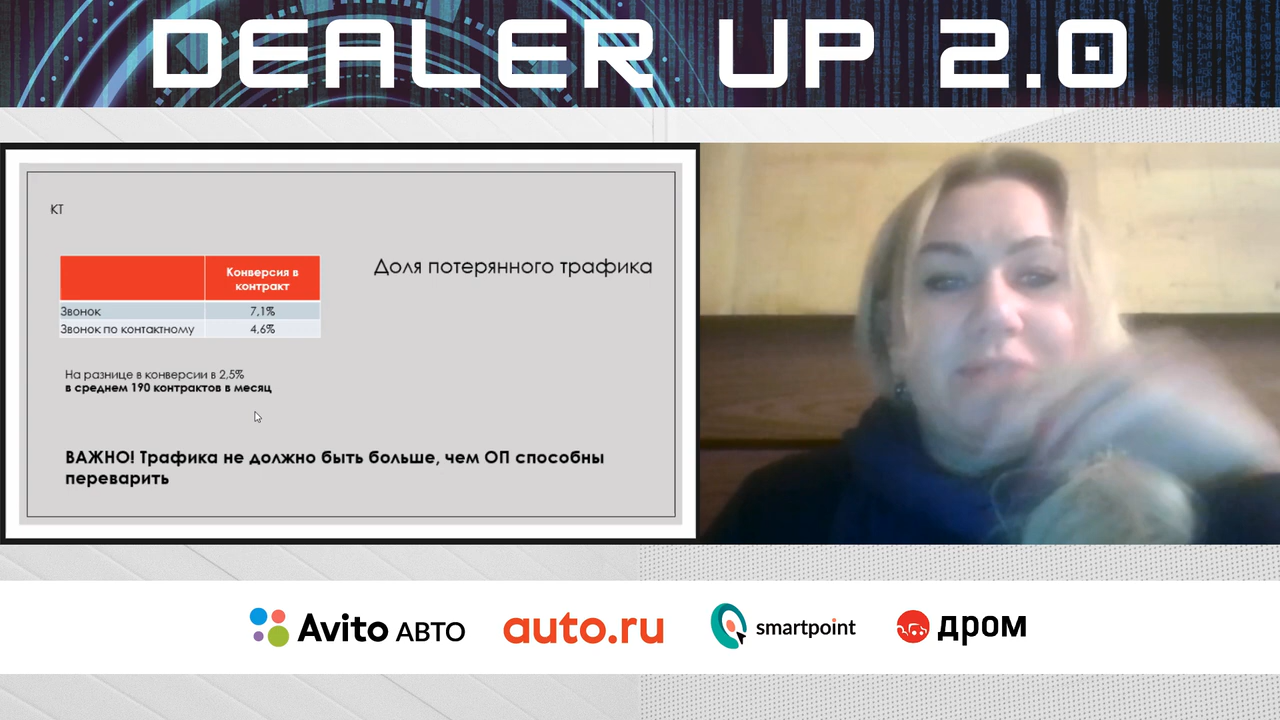 DEALER UP 2.0
КТ
Доля потерянного трафика
Конверсия в
контракт
Звонок 7,1%
Звонок по контактному 4,6%
На разнице в конверсии в 2,5%
в среднем 190 контрактов в месяц
ВАЖНО! Трафика не должно быть больше, чем ОП способны
переварить
Avito АВТО auto.ru smartpoint дром